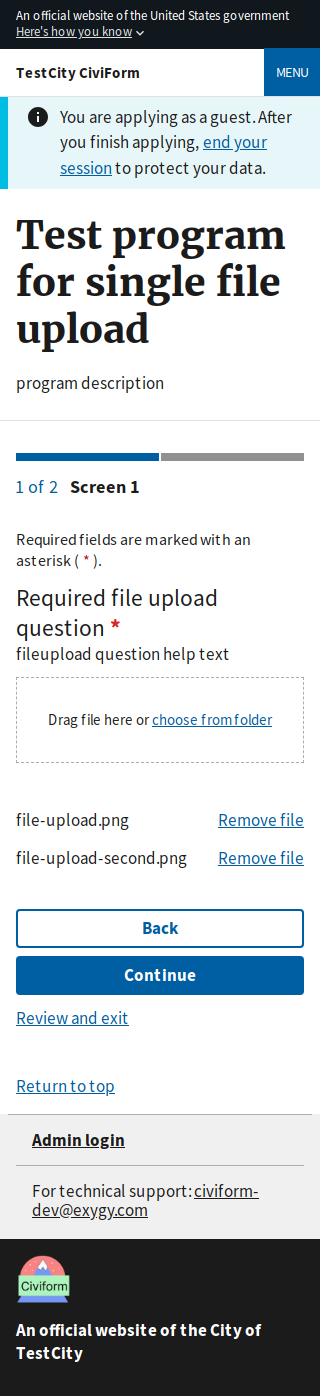 An official website of the United States government
Here's how you know
TestCity CiviForm
MENU
You are applying as a guest. After
you finish applying, end your
session to protect your data.
Test program
for single file
upload
program description
1 of 2 Screen 1
Required fields are marked with an
asterisk ( * ).
Required file upload
question *
fileupload question help text
Drag file here or choose from folder
file-upload.png Remove file
file-upload-second.png Remove file
Back
Continue
Review and exit
Return to top
Admin login
For technical support: civiform-
dev@exygy.com
Civiform
An official website of the City of
TestCity